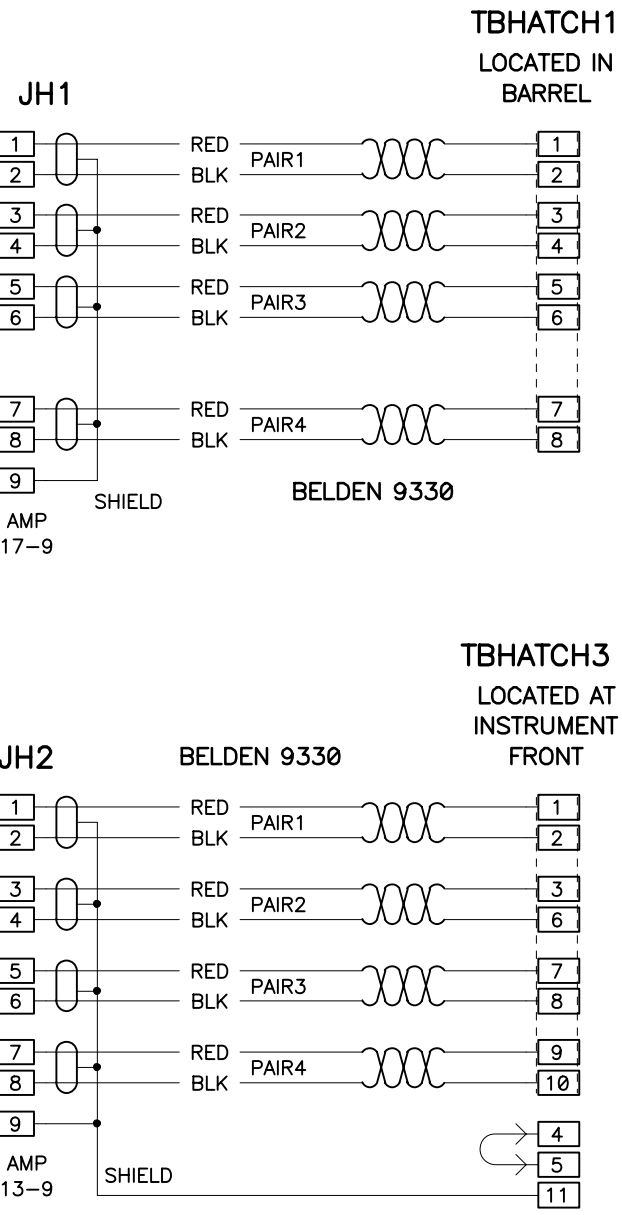 TBHATCH1
LOCATED IN
BARREL
JH1
1 RED 1
PAIR1
2 BLK 2
3 RED 3
PAIR2
4 BLK 4
5 RED 5
PAIR3
6 BLK 6
7 RED 7
PAIR4
8 BLK 8
9
SHIELD
BELDEN 9330
AMP
17-9
TBHATCH3
LOCATED AT
INSTRUMENT
FRONT
JH2
BELDEN 9330
1 RED 1
PAIR1
2 BLK 2
3 RED 3
PAIR2
4 BLK 6
5 RED 7
PAIR3
6 BLK 8
7 RED 9
PAIR4
8 BLK 10
9
4
AMP
5
SHIELD
13-9
11